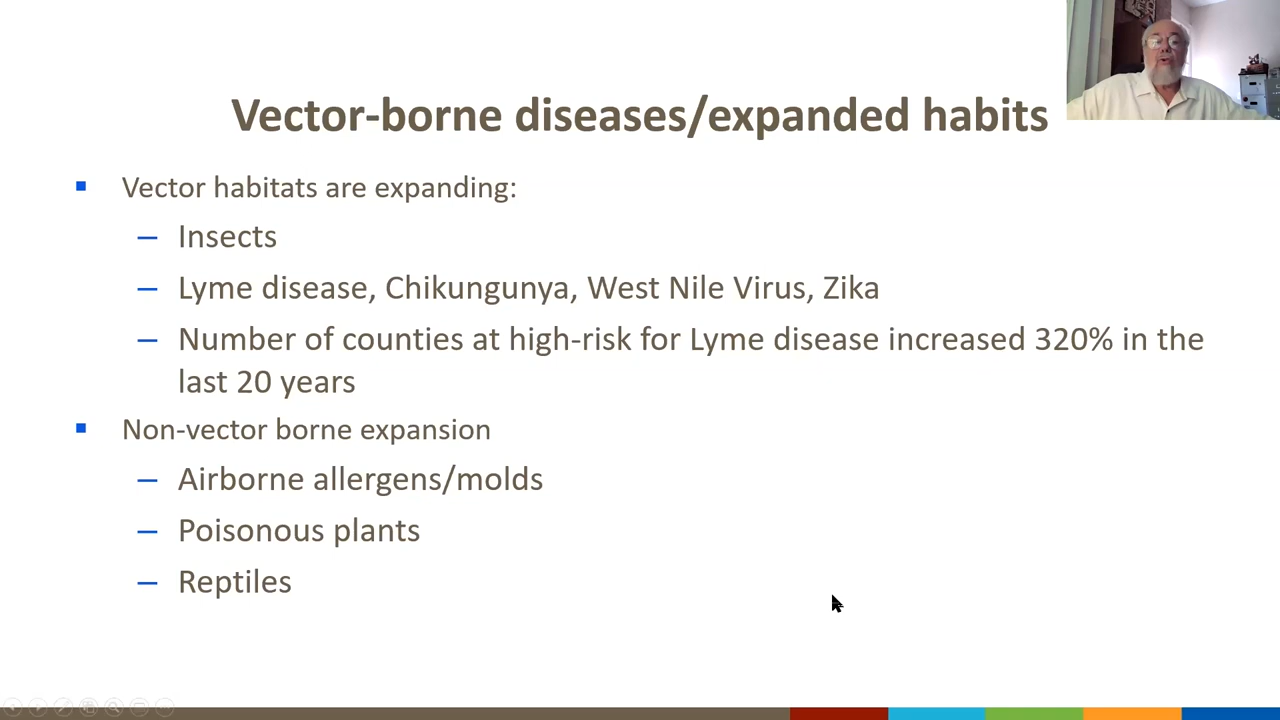 Vector-borne diseases/expanded habits
Vector habitats are expanding:
– Insects
– Lyme disease, Chikungunya, West Nile Virus, Zika
– Number of counties at high-risk for Lyme disease increased 320% in the
last 20 years
Non-vector borne expansion
– Airborne allergens/molds
– Poisonous plants
– Reptiles